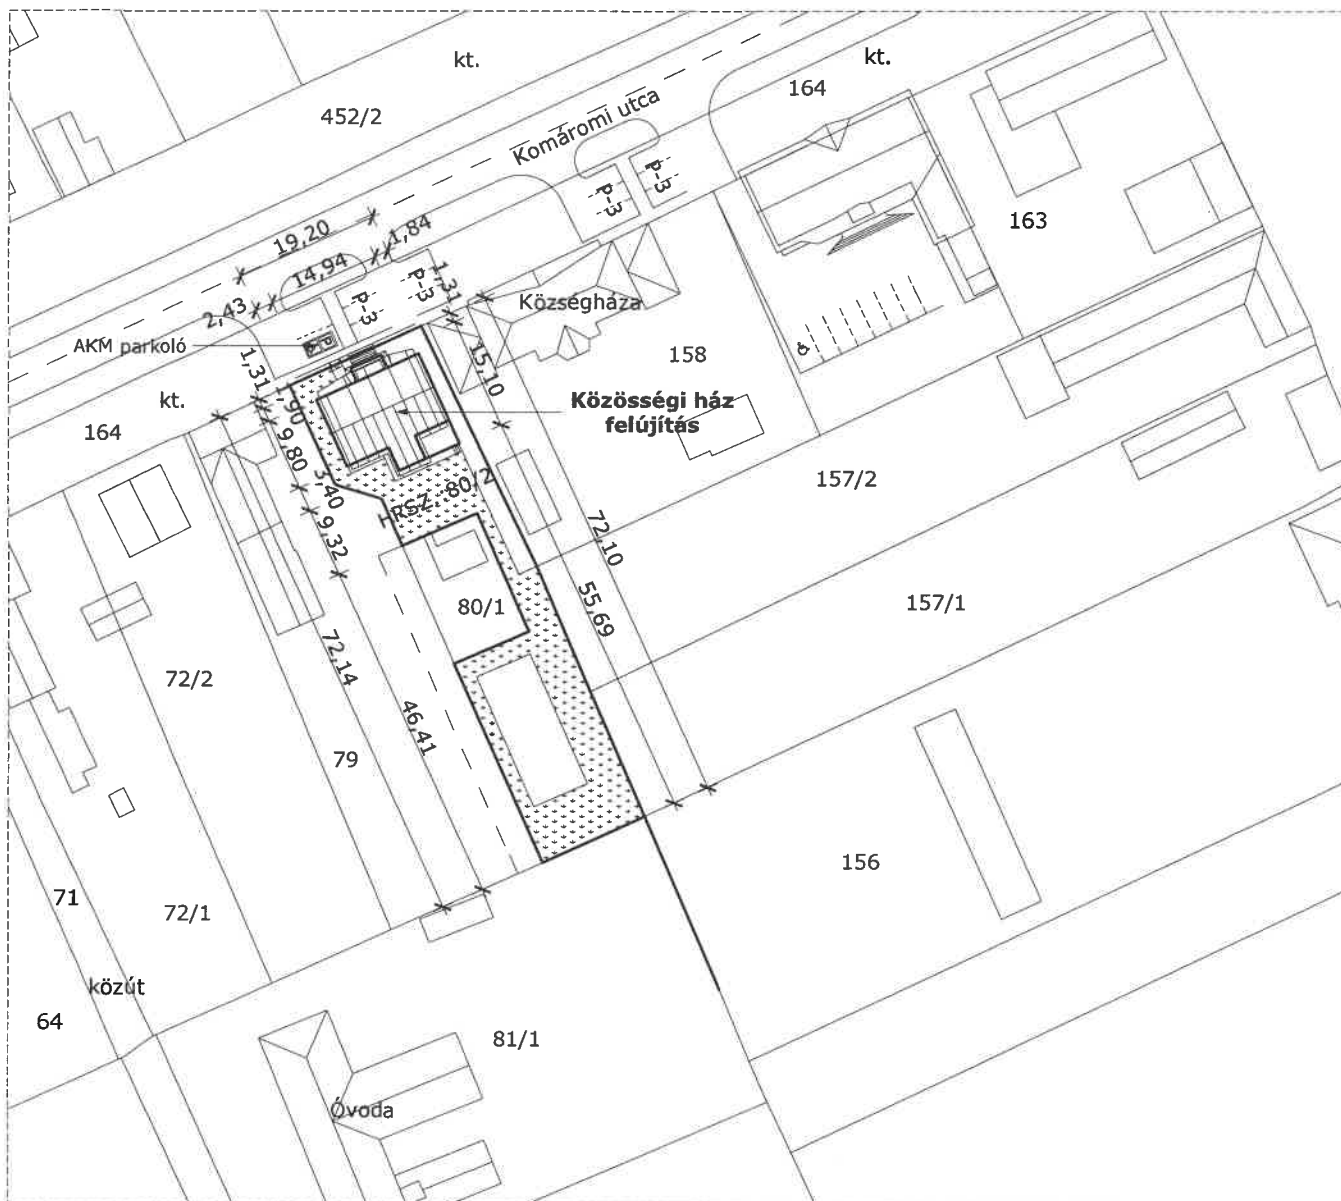 kt.
kt.
452/2
164
Komáromi utca
P-3
P-3
163
19,20
1,84
14,94
2,43
P-3
P-3
1,31
Községháza
AKM parkoló
15,10
158
1,31
1,90
kt.
Közösségi ház
felújítás
164
9,80
3,40
HRSZ. 80/2
157/2
9,32
72,10
55,69
80/1
157/1
72,14
72/2
46,41
79
156
71
72/1
közút
64
81/1
Óvoda